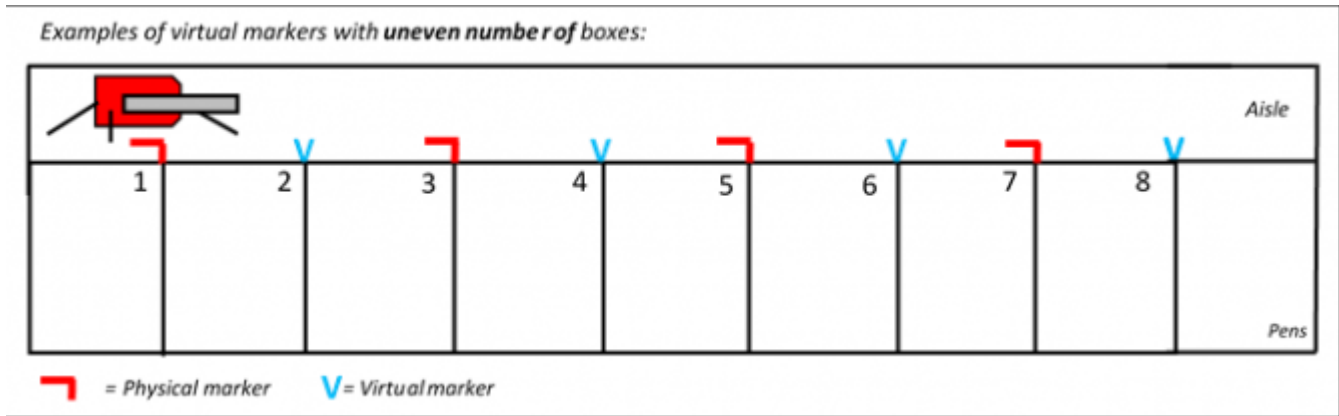 Examples of virtual markers with uneven number of boxes:
Aisle
1 2 3 4 5 6 7 8
Pens
= Physical marker V = Virtual marker